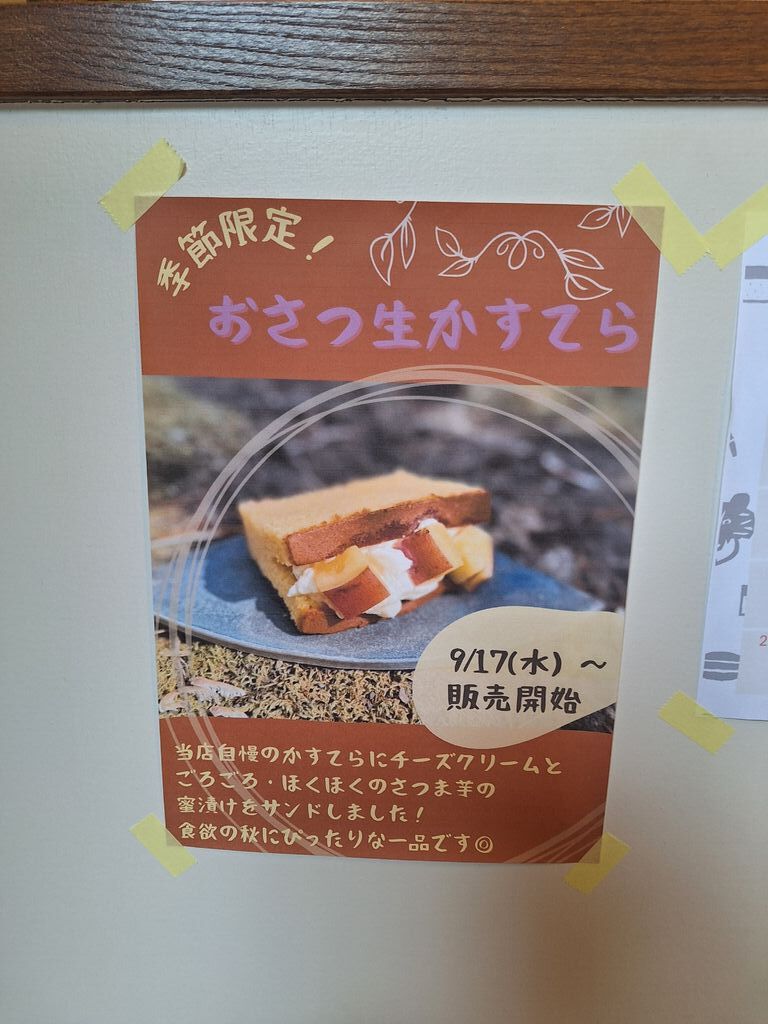 季節限定！
おさつ生かすてら
9/17(水) ～
販売開始
当店自慢のかすてらにチーズクリームと
ごろごろ・ほくほくのさつま芋の
蜜漬けをサンドしました！
食欲の秋にぴったりな一品です◎
2